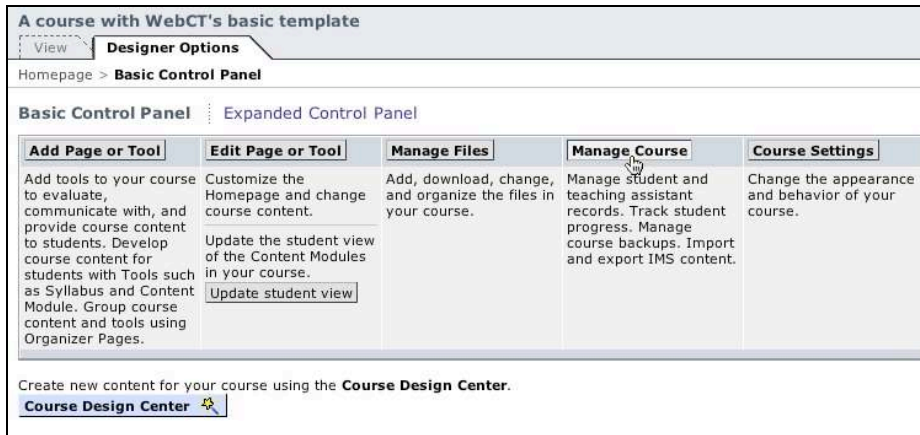 A course with WebCT's basic template
View
Designer Options
Homepage > Basic Control Panel
Basic Control Panel
Expanded Control Panel
Add Page or Tool
Add tools to your course
to evaluate,
communicate with, and
provide course content
to students. Develop
course content for
students with Tools such
as Syllabus and Content
Module. Group course
content and tools using
Organizer Pages.
Edit Page or Tool
Customize the
Homepage and change
course content.
Update the student view
of the Content Modules
in your course.
Update student view
Manage Files
Add, download, change,
and organize the files in
your course.
Manage Course
Manage student and
teaching assistant
records. Track student
progress. Manage
course backups. Import
and export IMS content.
Course Settings
Change the appearance
and behavior of your
course.
Create new content for your course using the Course Design Center.
Course Design Center